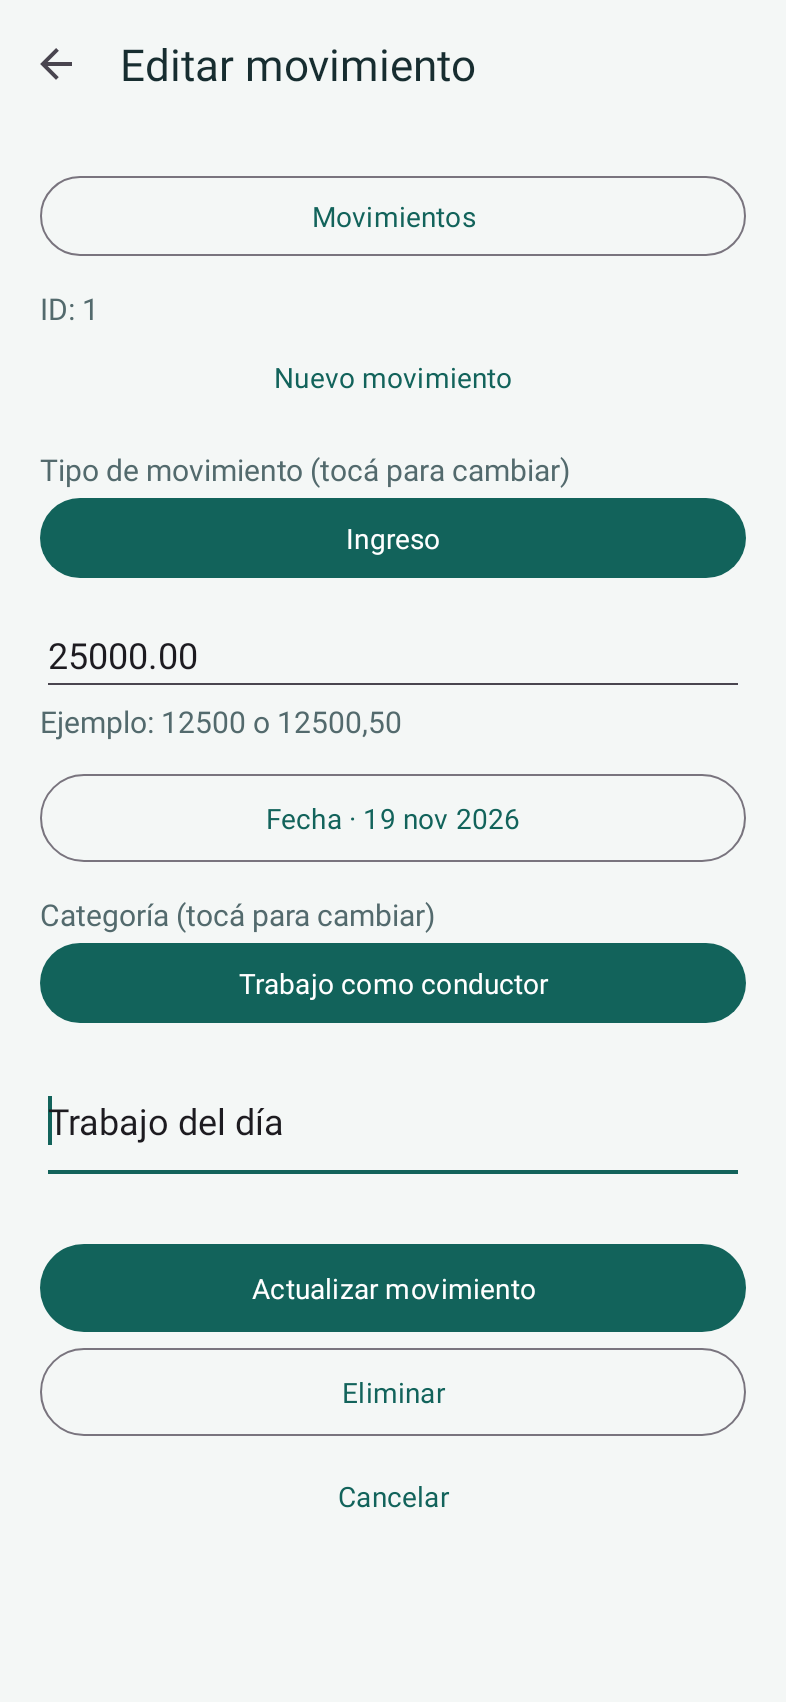 Editar movimiento
Movimientos
ID: 1
Nuevo movimiento
Tipo de movimiento (tocá para cambiar)
Ingreso
25000.00
Ejemplo: 12500 o 12500,50
Fecha · 19 nov 2026
Categoría (tocá para cambiar)
Trabajo como conductor
Trabajo del día
Actualizar movimiento
Eliminar
Cancelar